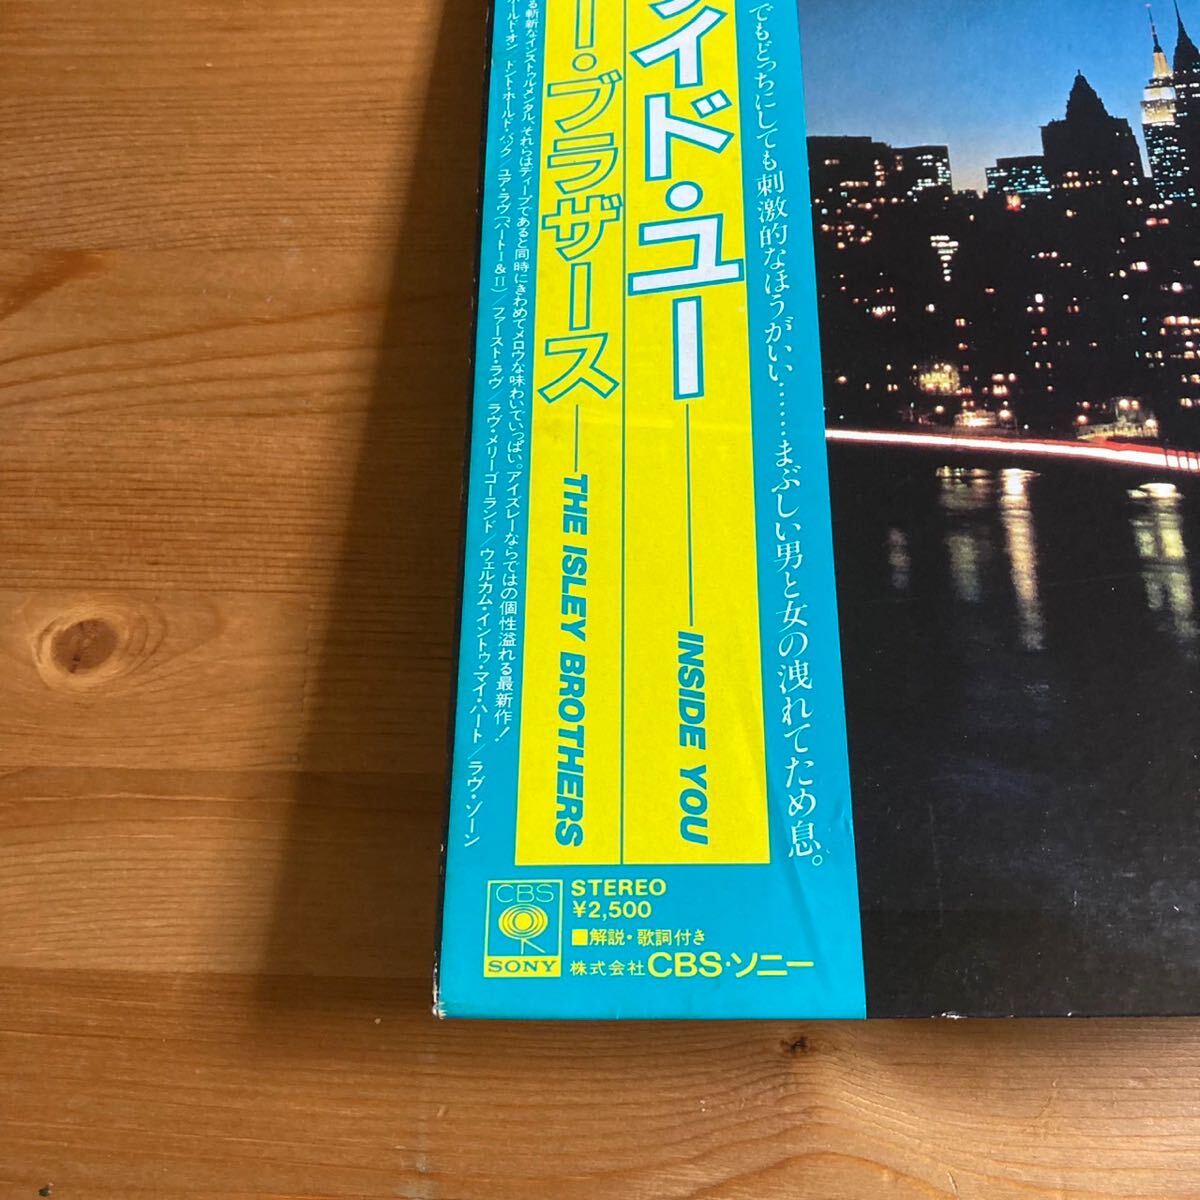 でもどっちにしても刺激的なほうがいい……まぶしい男と女の洩れてため息。
イド・ユー——INSIDE YOU
ー・ブラザース——THE ISLEY BROTHERS
る斬新なインストゥルメンタル、それらはディープであると同時にきわめてメロウな味わいでいっぱい。アイズレーならではの個性溢れる最新作!
ホールド・オン ドント・ホールド・バック ユア・ラヴ(パートI&II)/ファースト・ラヴ/ラヴ・メリーゴーランド/ウェルカム・イントゥ・マイ・ハート/ラヴ・ゾーン
CBS
SONY
STEREO
¥2,500
■解説・歌詞付き
株式会社CBS・ソニー